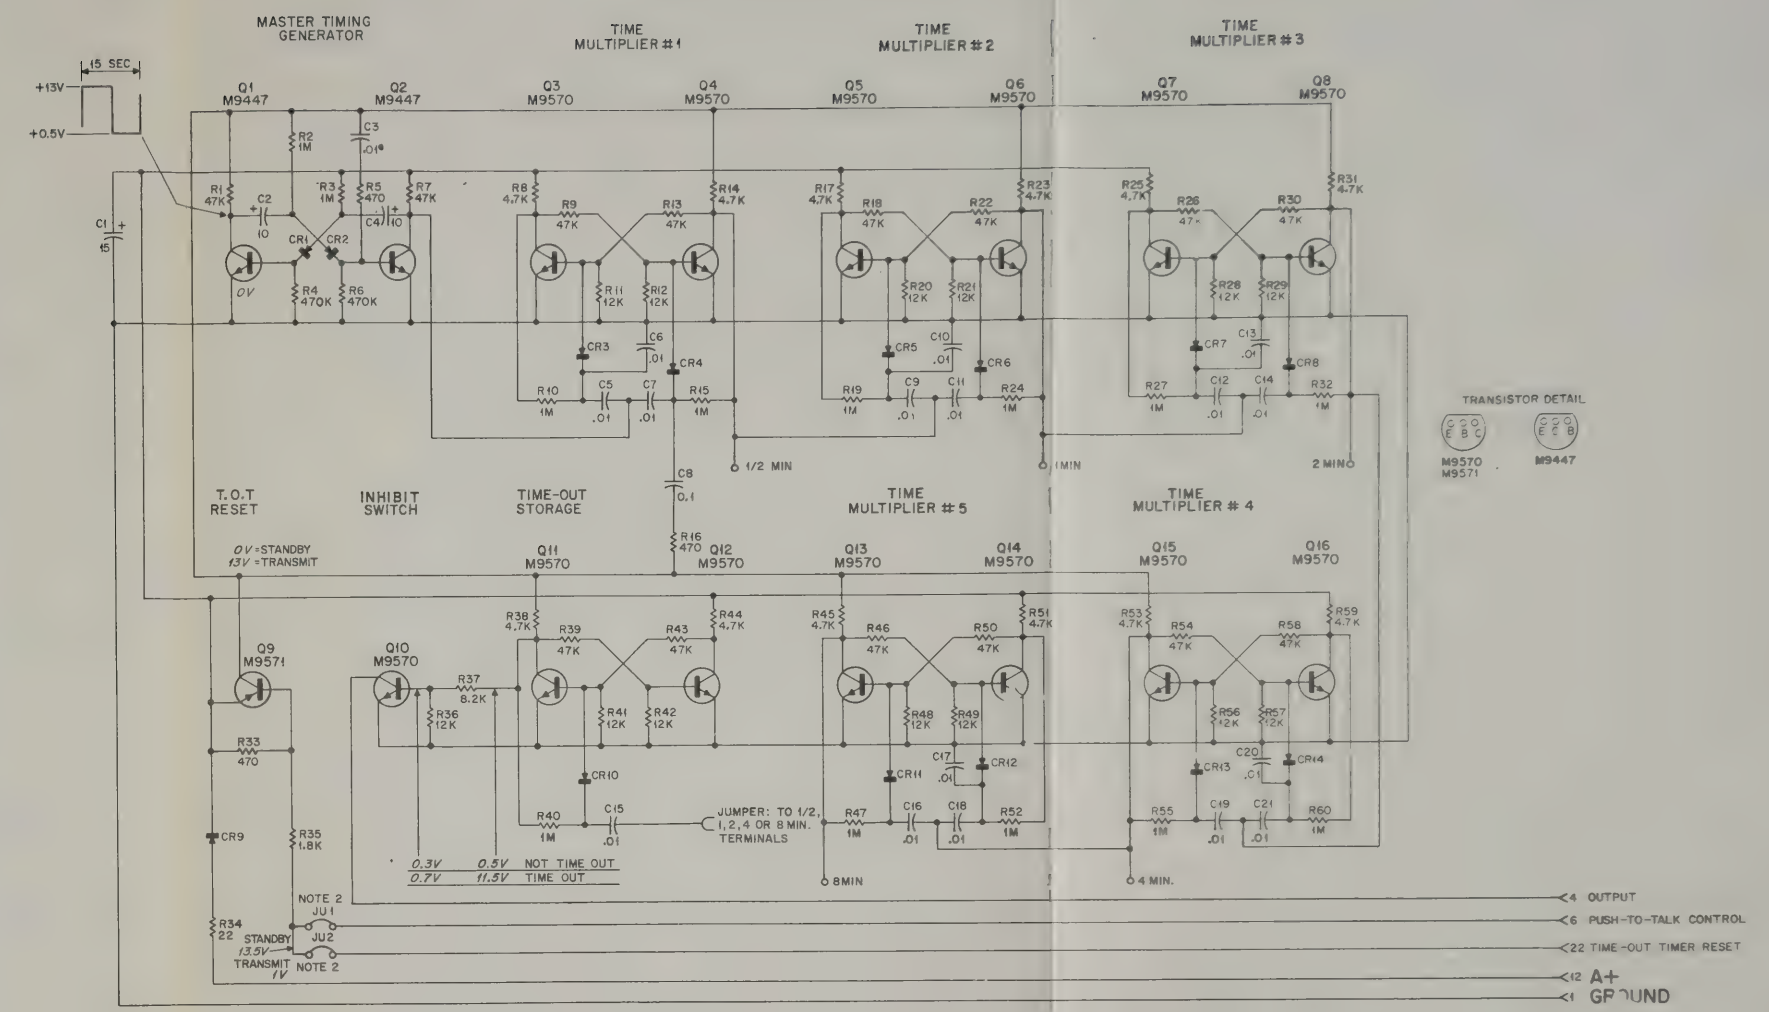 MASTER TIMING
GENERATOR
TIME
MULTIPLIER #1
TIME
MULTIPLIER #2
TIME
MULTIPLIER #3
15 SEC
+13V
+0.5V
Q1
M9447
Q2
M9447
Q3
M9570
Q4
M9570
Q5
M9570
Q6
M9570
Q7
M9570
Q8
M9570
R2
1M
C3
.01
R1
47K
C2
+
10
R3
1M
R5
470
C4
+
10
R7
47K
CR1
CR2
0V
R4
470K
R6
470K
C1
+
15
R8
4.7K
R9
47K
R13
47K
R14
4.7K
R11
12K
R12
12K
CR3
C6
.01
CR4
R10
1M
C5
.01
C7
.01
R15
1M
R17
4.7K
R18
47K
R22
47K
R23
4.7K
R20
12K
R21
12K
CR5
C10
.01
CR6
R19
1M
C9
.01
C11
.01
R24
1M
R25
4.7K
R26
47K
R30
47K
R31
4.7K
R28
12K
R29
12K
CR7
C13
.01
CR8
R27
1M
C12
.01
C14
.01
R32
1M
1/2 MIN
1MIN
2 MIN
TRANSISTOR DETAIL
E B C
M9570
M9571
E C B
M9447
C8
0.1
R16
470
T.O.T
RESET
INHIBIT
SWITCH
TIME-OUT
STORAGE
TIME
MULTIPLIER #5
TIME
MULTIPLIER #4
0V=STANDBY
13V=TRANSMIT
Q9
M9571
Q10
M9570
Q11
M9570
Q12
M9570
Q13
M9570
Q14
M9570
Q15
M9570
Q16
M9570
R33
470
CR9
R35
1.8K
R34
22
R37
8.2K
R36
12K
R38
4.7K
R39
47K
R43
47K
R44
4.7K
R41
12K
R42
12K
CR10
R40
1M
C15
.01
JUMPER: TO 1/2,
1,2,4 OR 8 MIN.
TERMINALS
0.3V 0.5V NOT TIME OUT
0.7V 11.5V TIME OUT
R45
4.7K
R46
47K
R50
47K
R51
4.7K
R48
12K
R49
12K
CR11
C17
.01
CR12
R47
1M
C16
.01
C18
.01
R52
1M
R53
4.7K
R54
47K
R58
47K
R59
4.7K
R56
12K
R57
12K
CR13
C20
.01
CR14
R55
1M
C19
.01
C21
.01
R60
1M
8MIN
4 MIN.
NOTE 2
JU1
JU2
NOTE 2
STANDBY
13.5V
TRANSMIT
1V
4 OUTPUT
6 PUSH-TO-TALK CONTROL
22 TIME-OUT TIMER RESET
12 A+
1 GROUND